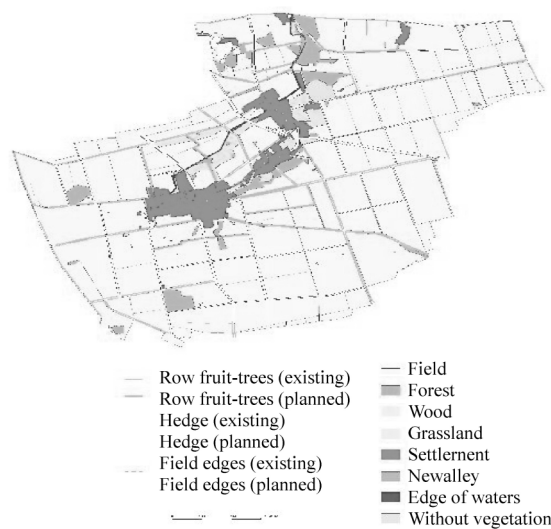 Row fruit-trees (existing)
Row fruit-trees (planned)
Hedge (existing)
Hedge (planned)
Field edges (existing)
Field edges (planned)
Field
Forest
Wood
Grassland
Settlernent
Newalley
Edge of waters
Without vegetation